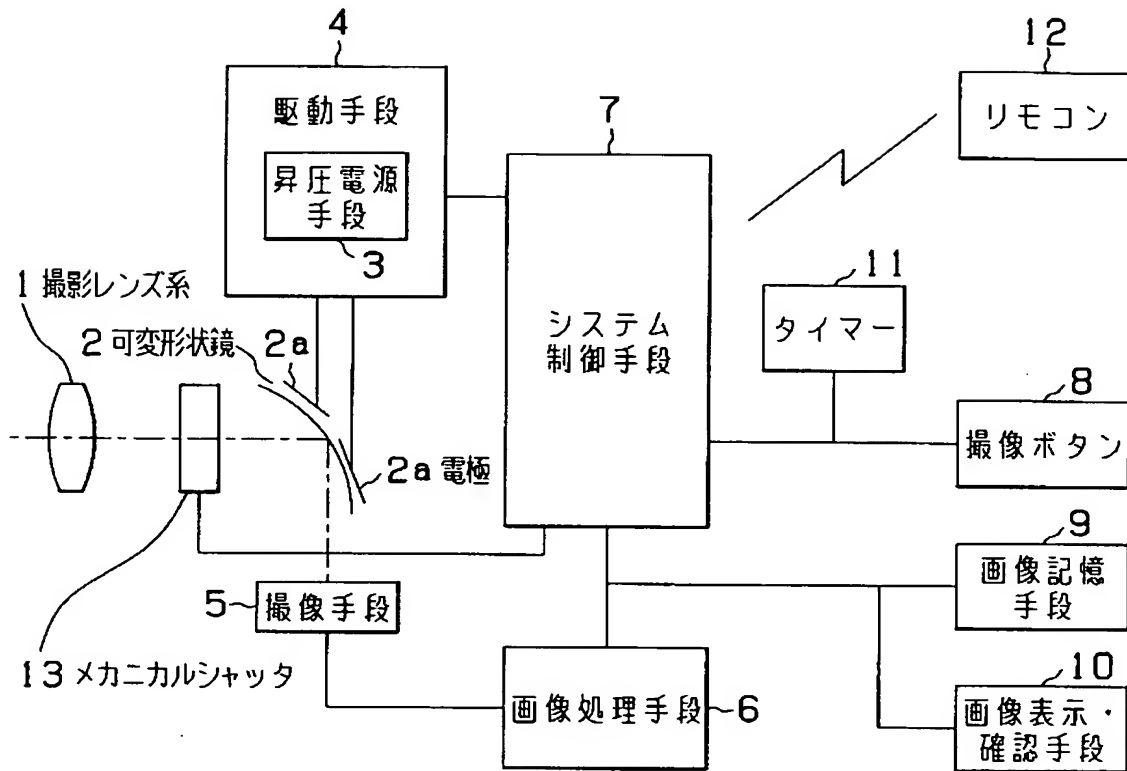 4
駆動手段
昇圧電源
手段
3
7
システム
制御手段
12
リモコン
11
タイマー
8
撮像ボタン
9
画像記憶
手段
10
画像表示・
確認手段
1 撮影レンズ系
2 可変形状鏡
2a
2a 電極
5 撮像手段
13 メカニカルシャッタ
画像処理手段 6